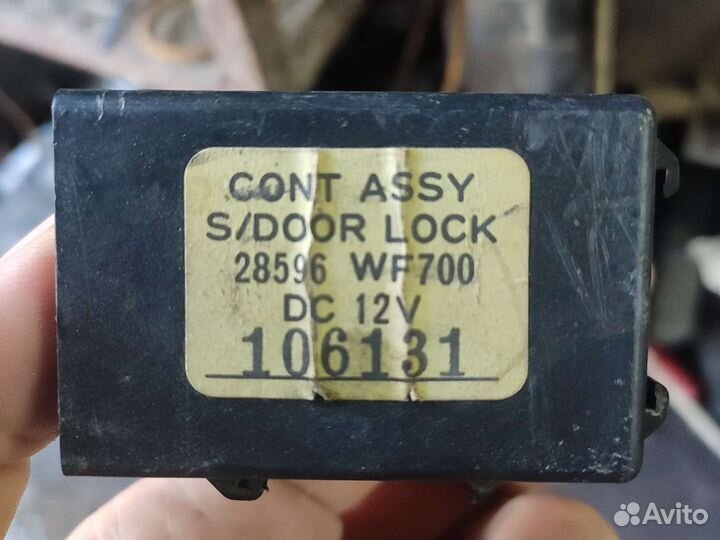 CONT ASSY
S/DOOR LOCK
28596 WF700
DC 12V
106131
Avito